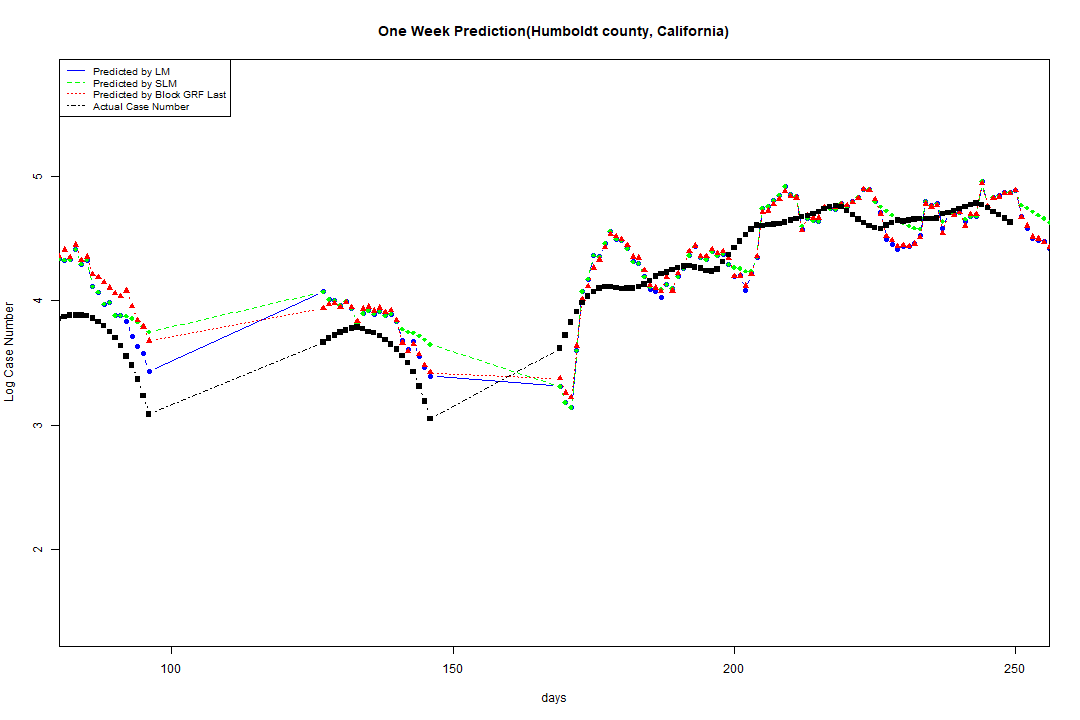 One Week Prediction(Humboldt county, California)
Predicted by LM
Predicted by SLM
Predicted by Block GRF Last
Actual Case Number
5
4
3
2
Log Case Number
100 150 200 250
days